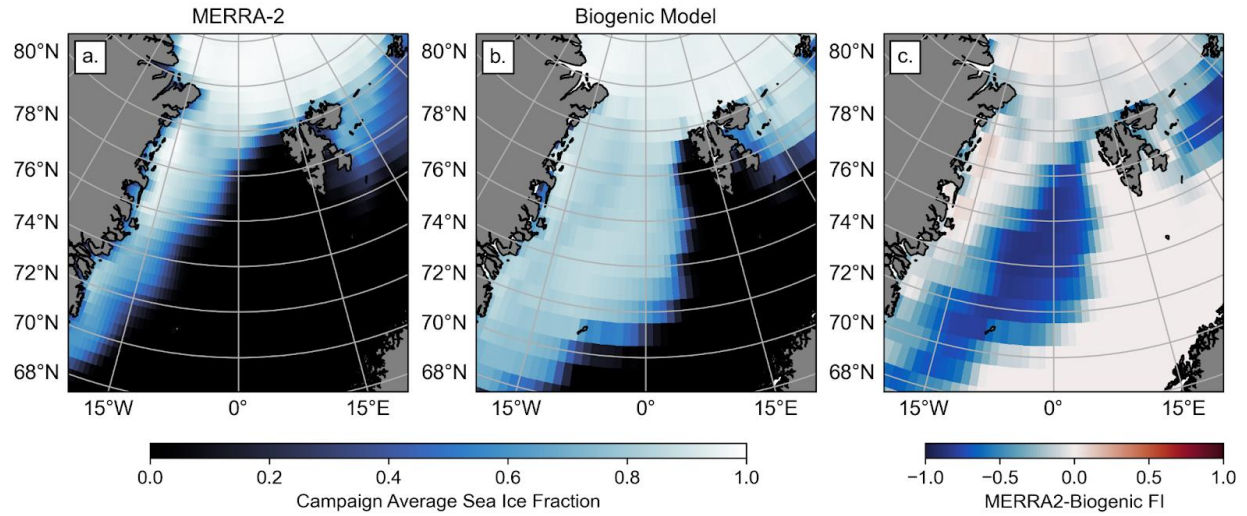 MERRA-2
Biogenic Model
a.
b.
c.
80°N
78°N
76°N
74°N
72°N
70°N
68°N
80°N
78°N
76°N
74°N
72°N
70°N
68°N
80°N
78°N
76°N
74°N
72°N
70°N
68°N
15°W 0° 15°E
15°W 0° 15°E
15°W 0° 15°E
0.0 0.2 0.4 0.6 0.8 1.0
Campaign Average Sea Ice Fraction
−1.0 −0.5 0.0 0.5 1.0
MERRA2-Biogenic FI